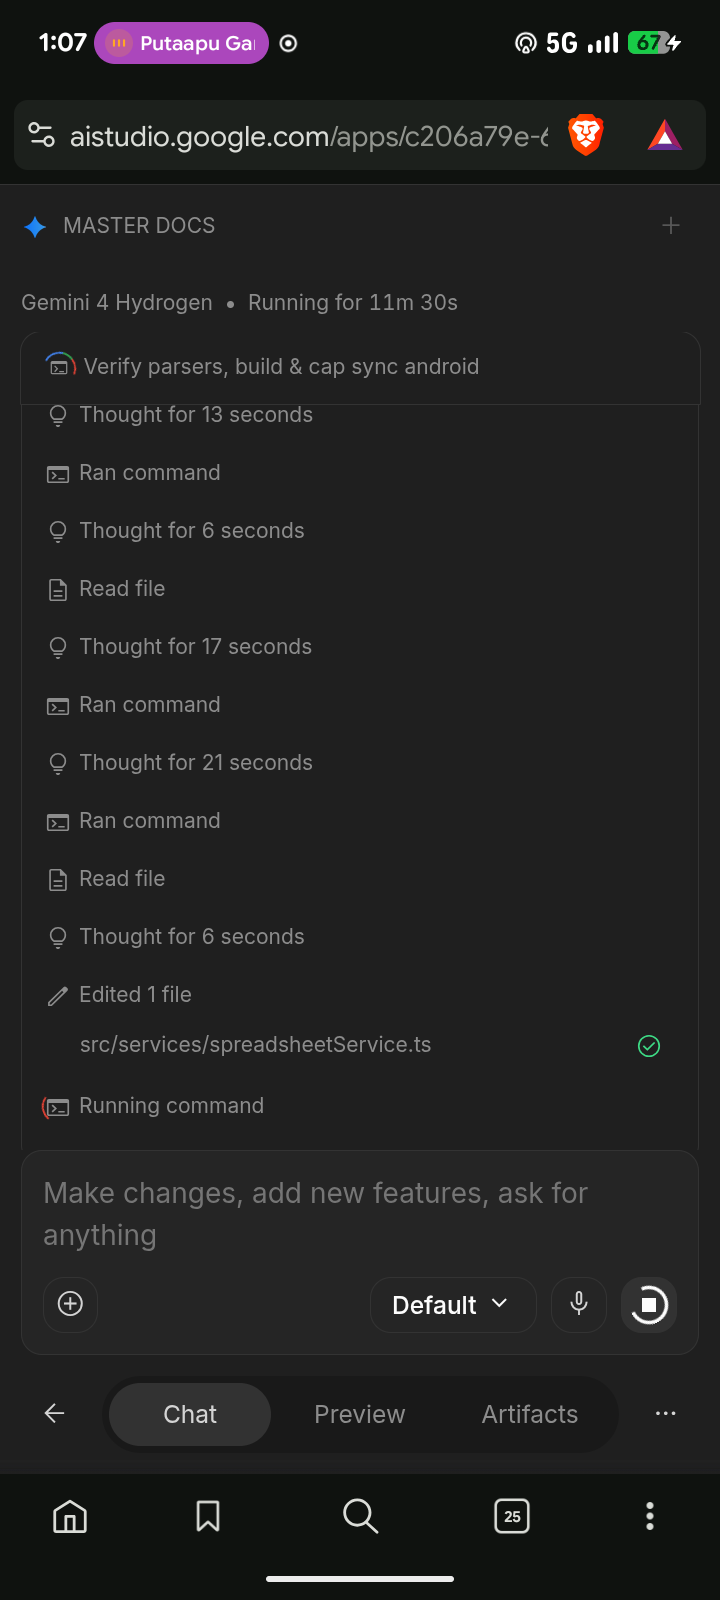 1:07
Putaapu Ga
5G
67
aistudio.google.com/apps/c206a79e-6
MASTER DOCS
Gemini 4 Hydrogen • Running for 11m 30s
Verify parsers, build & cap sync android
Thought for 13 seconds
Ran command
Thought for 6 seconds
Read file
Thought for 17 seconds
Ran command
Thought for 21 seconds
Ran command
Read file
Thought for 6 seconds
Edited 1 file
src/services/spreadsheetService.ts
Running command
Make changes, add new features, ask for
anything
Default
Chat
Preview
Artifacts
25